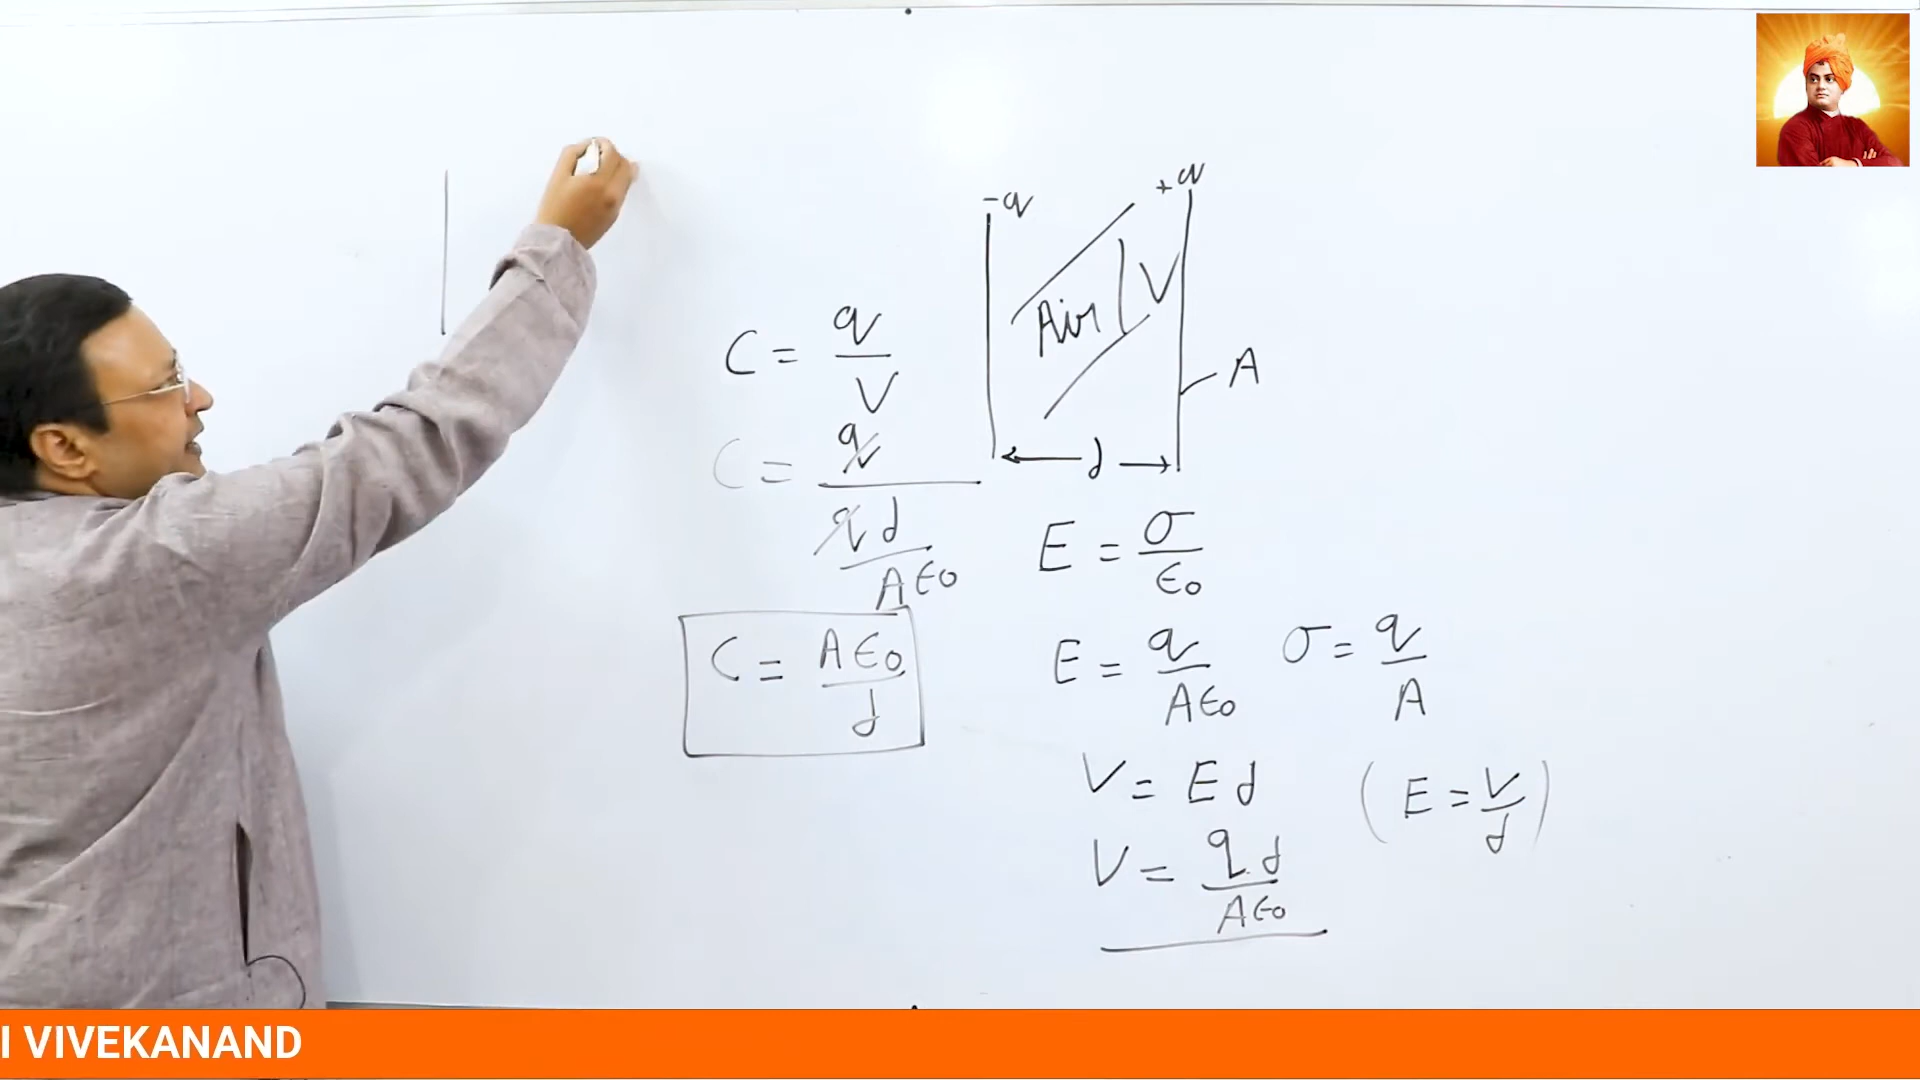 -q
+q
Air
V
A
d
C = q/V
C = q/(qd/Aϵ0)
C = Aϵ0/d
E = σ/ϵ0
E = q/Aϵ0 σ = q/A
V = Ed (E = V/d)
V = qd/Aϵ0
I VIVEKANAND